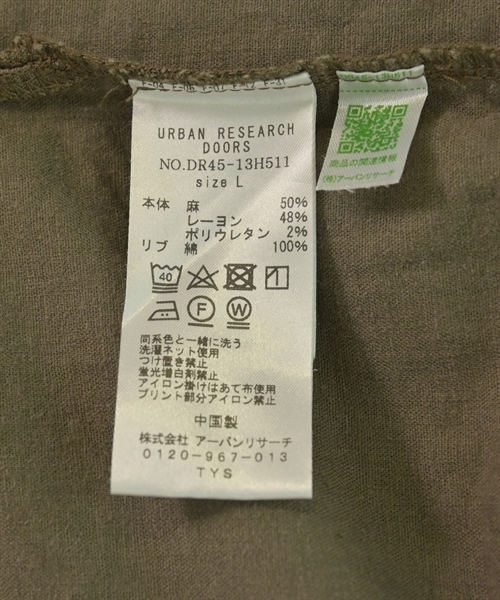 URBAN RESEARCH
DOORS
NO.DR45-13H511
size L
本体 麻 50%
レーヨン 48%
ポリウレタン 2%
リブ 綿 100%
40
F
W
同系色と一緒に洗う
洗濯ネット使用
つけ置き禁止
蛍光増白剤禁止
アイロン掛けはあて布使用
プリント部分アイロン禁止
中国製
株式会社 アーバンリサーチ
0120-967-013
TYS
商品の関連情報
(株)アーバンリサーチ